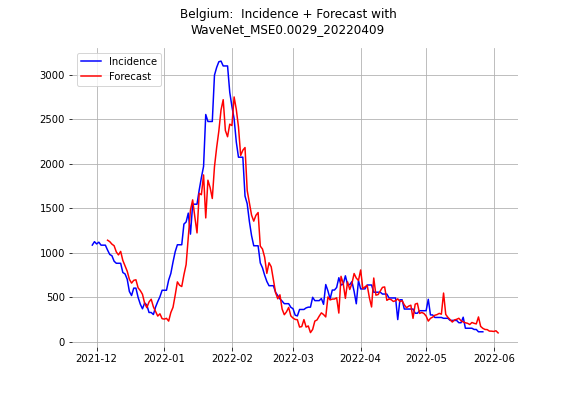 Belgium:  Incidence + Forecast with
WaveNet_MSE0.0029_20220409
Incidence
Forecast
3000
2500
2000
1500
1000
500
0
2021-12 2022-01 2022-02 2022-03 2022-04 2022-05 2022-06